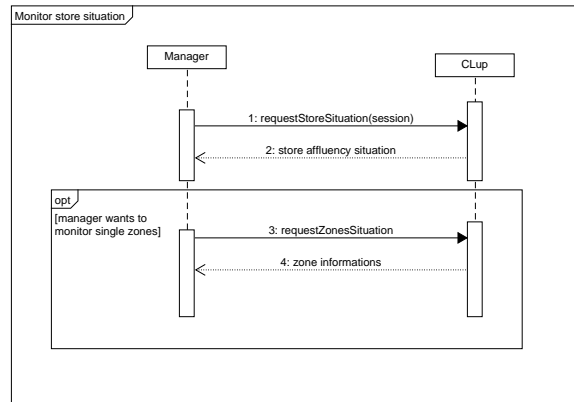 Monitor store situation
Manager
CLup
1: requestStoreSituation(session)
2: store affluency situation
opt
[manager wants to
monitor single zones]
3: requestZonesSituation
4: zone informations